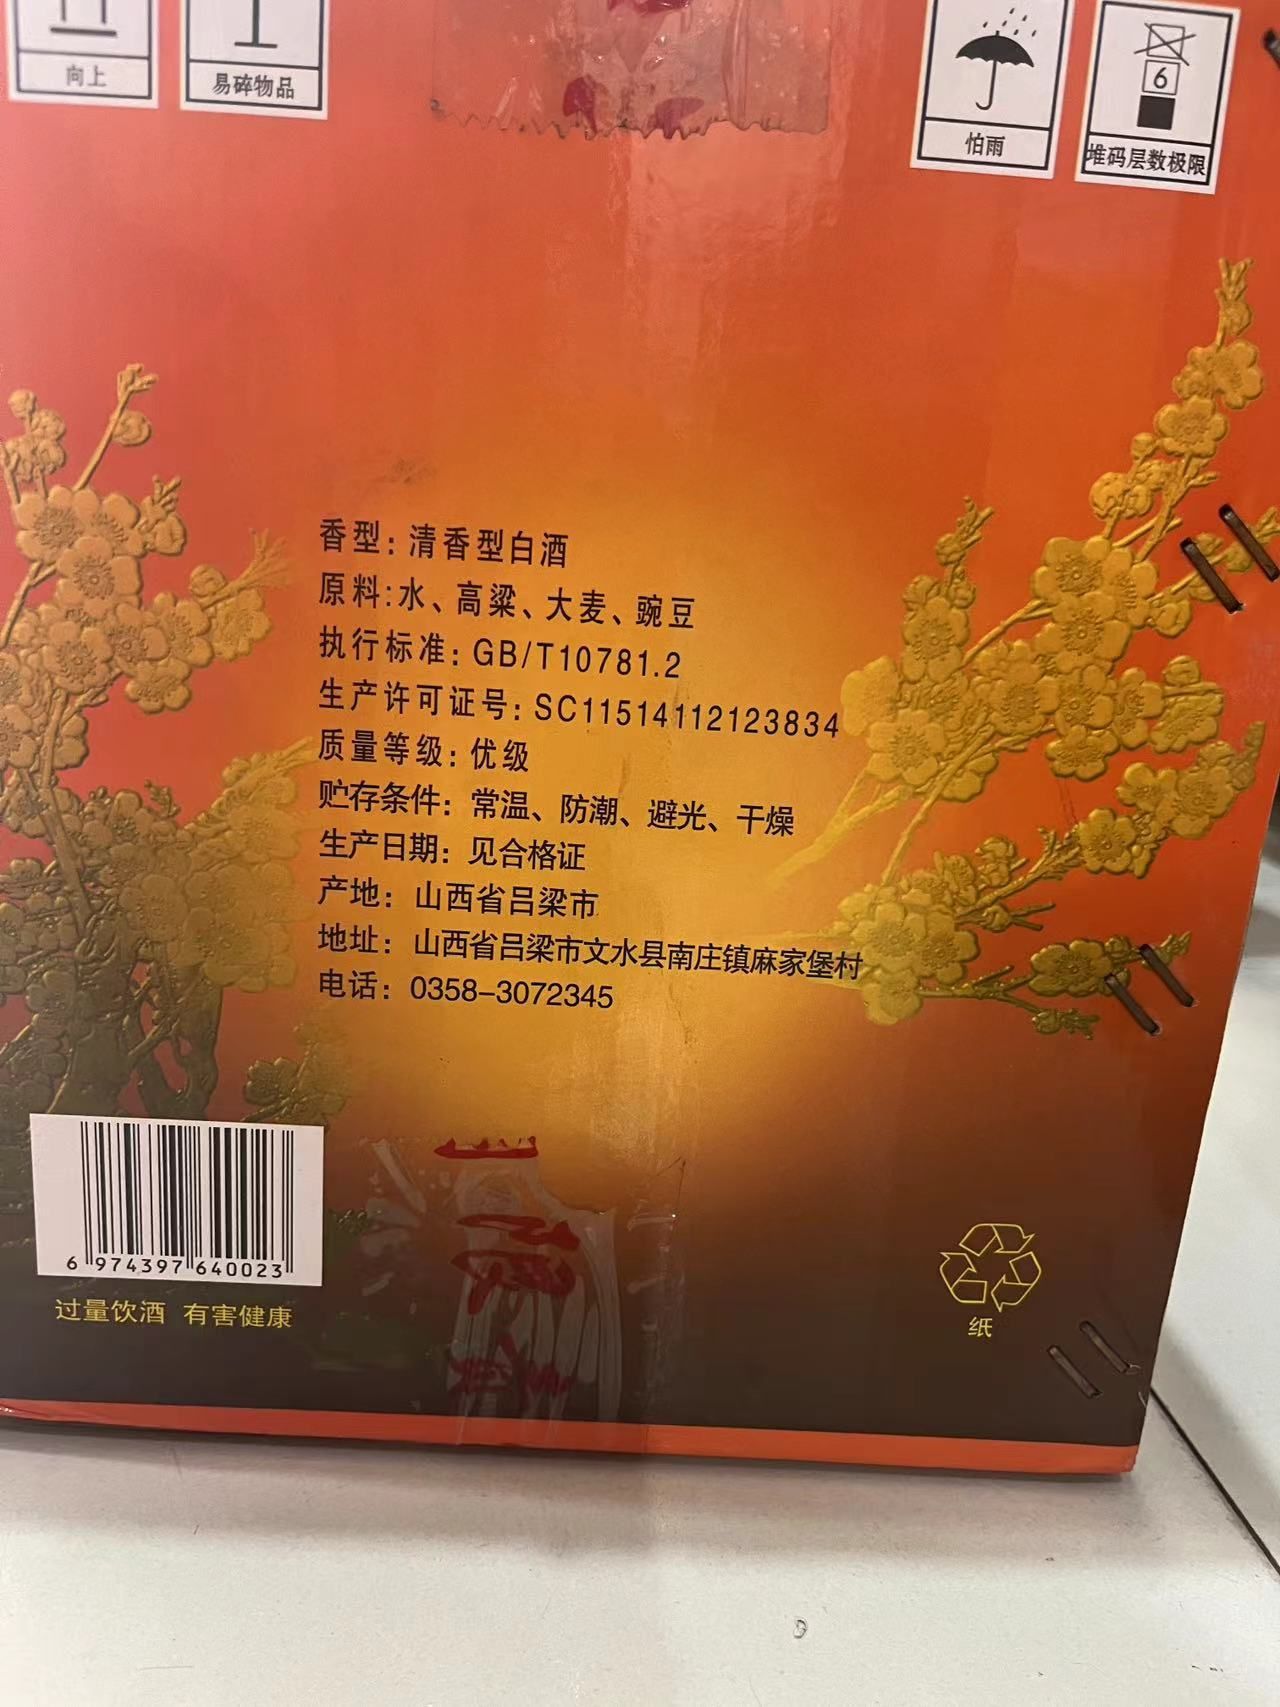 向上
易碎物品
怕雨
6
堆码层数极限
香型：清香型白酒
原料:水、高粱、大麦、豌豆
执行标准：GB/T10781.2
生产许可证号：SC11514112123834
质量等级：优级
贮存条件：常温、防潮、避光、干燥
生产日期：见合格证
产地：山西省吕梁市
地址：山西省吕梁市文水县南庄镇麻家堡村
电话：0358-3072345
6 974397 640023
过量饮酒 有害健康
纸